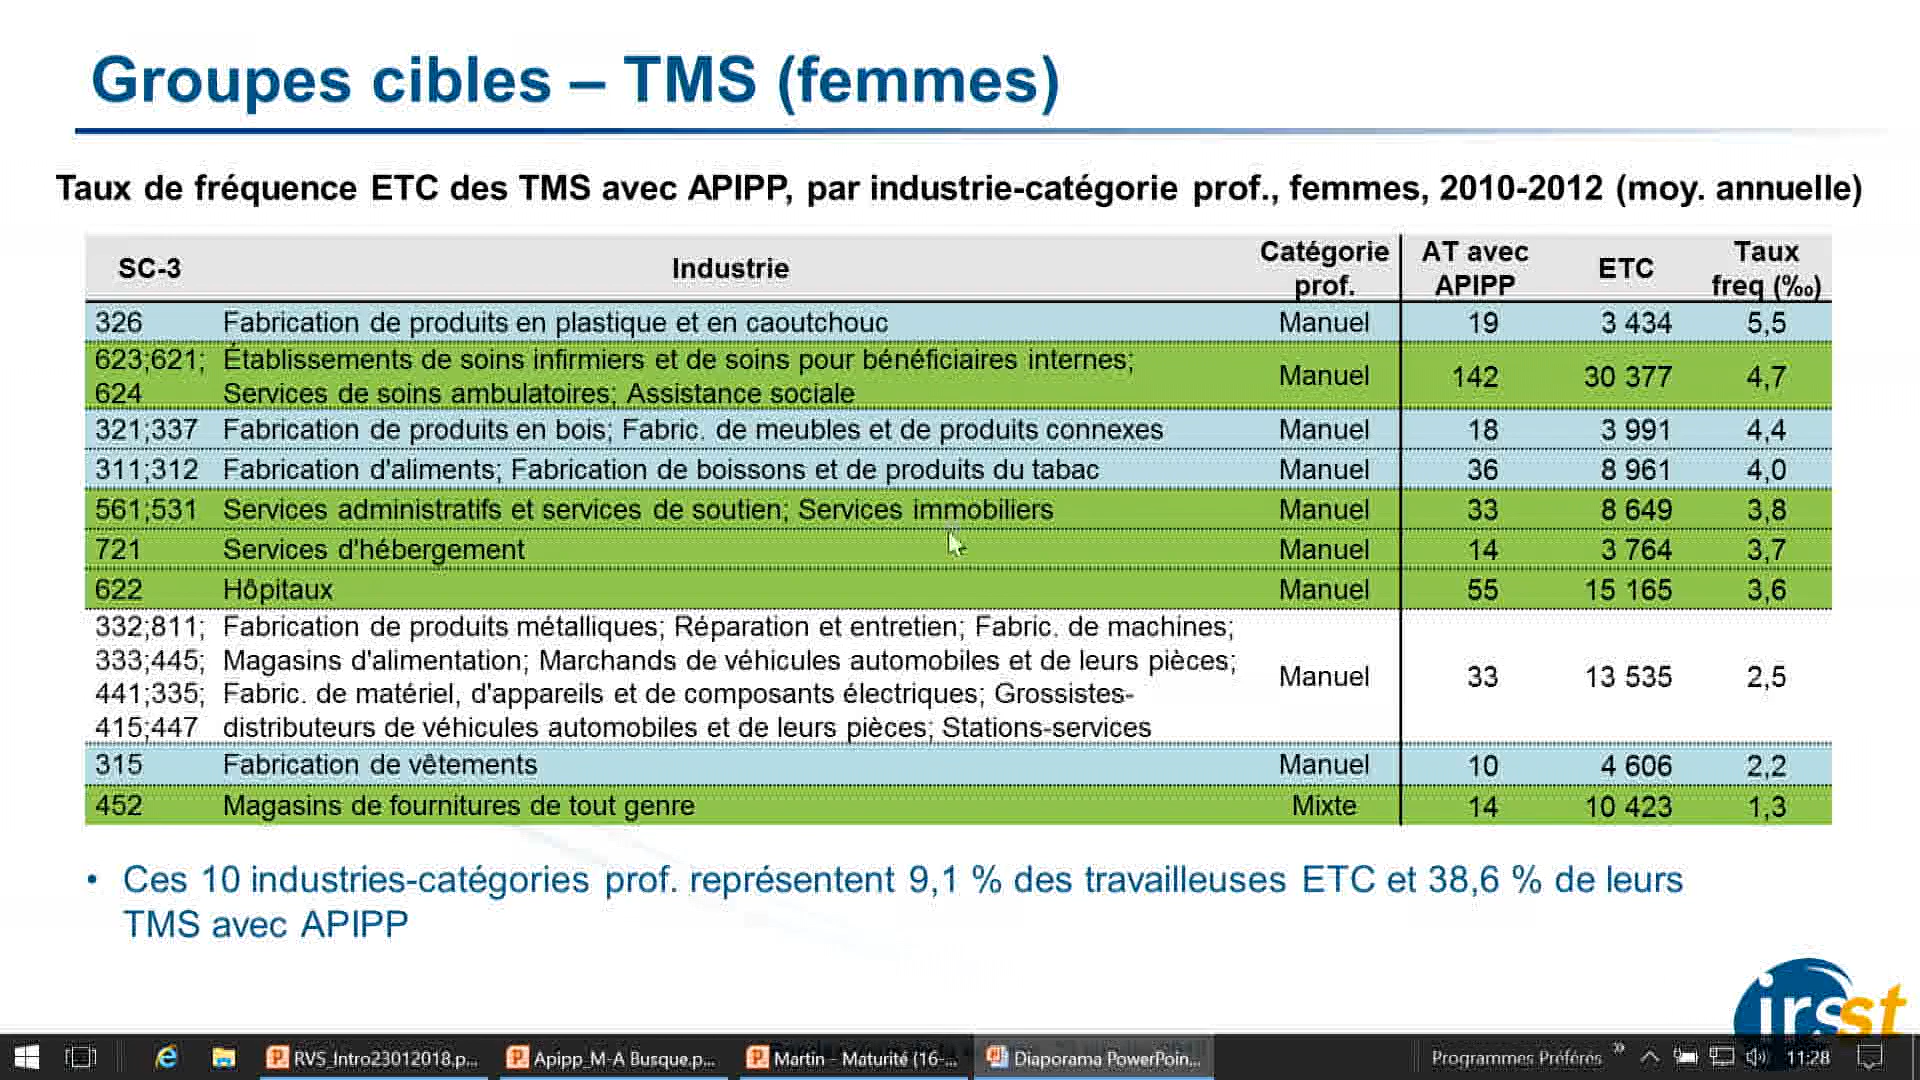 Groupes cibles – TMS (femmes)
Taux de fréquence ETC des TMS avec APIPP, par industrie-catégorie prof., femmes, 2010-2012 (moy. annuelle)
SC-3 Industrie Catégorie prof. AT avec APIPP ETC Taux freq (‰)
326 Fabrication de produits en plastique et en caoutchouc Manuel 19 3 434 5,5
623;621; Établissements de soins infirmiers et de soins pour bénéficiaires internes;
624 Services de soins ambulatoires; Assistance sociale Manuel 142 30 377 4,7
321;337 Fabrication de produits en bois; Fabric. de meubles et de produits connexes Manuel 18 3 991 4,4
311;312 Fabrication d'aliments; Fabrication de boissons et de produits du tabac Manuel 36 8 961 4,0
561;531 Services administratifs et services de soutien; Services immobiliers Manuel 33 8 649 3,8
721 Services d'hébergement Manuel 14 3 764 3,7
622 Hôpitaux Manuel 55 15 165 3,6
332;811; Fabrication de produits métalliques; Réparation et entretien; Fabric. de machines;
333;445; Magasins d'alimentation; Marchands de véhicules automobiles et de leurs pièces;
441;335; Fabric. de matériel, d'appareils et de composants électriques; Grossistes-
415;447 distributeurs de véhicules automobiles et de leurs pièces; Stations-services Manuel 33 13 535 2,5
315 Fabrication de vêtements Manuel 10 4 606 2,2
452 Magasins de fournitures de tout genre Mixte 14 10 423 1,3
• Ces 10 industries-catégories prof. représentent 9,1 % des travailleuses ETC et 38,6 % de leurs
TMS avec APIPP
irsst
RVS_Intro23012018.p... Apipp_M-A Busque.p... Martin - Maturité (16-... Diaporama PowerPoin... Programmes Préférés » 11:28